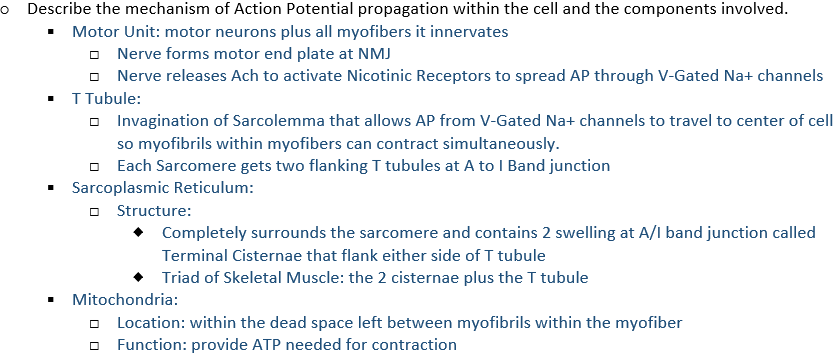 Describe the mechanism of Action Potential propagation within the cell and the components involved.
Motor Unit: motor neurons plus all myofibers it innervates
Nerve forms motor end plate at NMJ
Nerve releases Ach to activate Nicotinic Receptors to spread AP through V-Gated Na+ channels
T Tubule:
Invagination of Sarcolemma that allows AP from V-Gated Na+ channels to travel to center of cell
so myofibrils within myofibers can contract simultaneously.
Each Sarcomere gets two flanking T tubules at A to I Band junction
Sarcoplasmic Reticulum:
Structure:
Completely surrounds the sarcomere and contains 2 swelling at A/I band junction called
Terminal Cisternae that flank either side of T tubule
Triad of Skeletal Muscle: the 2 cisternae plus the T tubule
Mitochondria:
Location: within the dead space left between myofibrils within the myofiber
Function: provide ATP needed for contraction